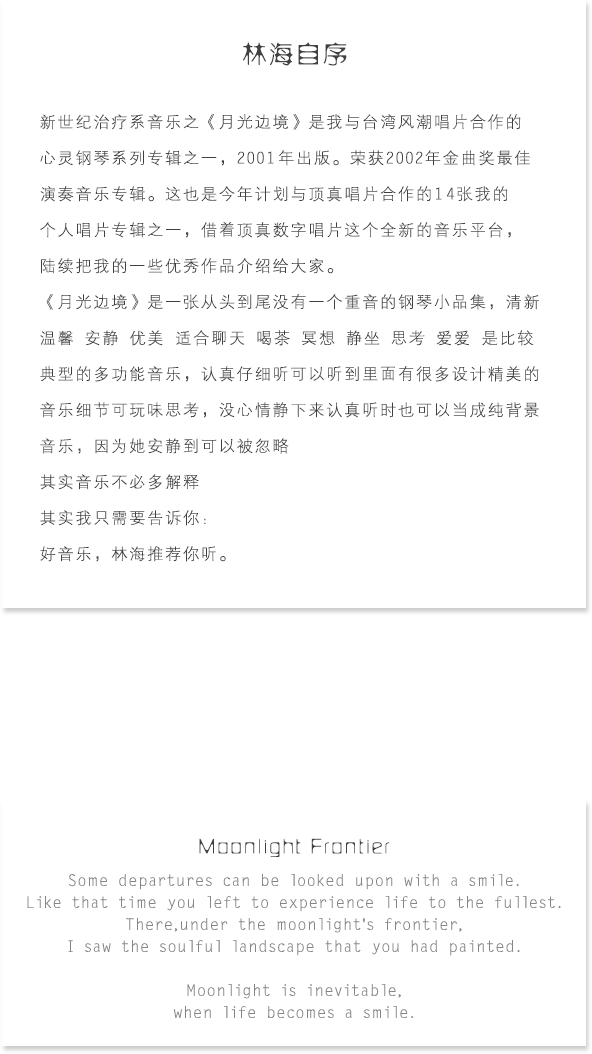 林海自序
新世纪治疗系音乐之《月光边境》是我与台湾风潮唱片合作的
心灵钢琴系列专辑之一，2001年出版。荣获2002年金曲奖最佳
演奏音乐专辑。这也是今年计划与顶真唱片合作的14张我的
个人唱片专辑之一，借着顶真数字唱片这个全新的音乐平台，
陆续把我的一些优秀作品介绍给大家。
《月光边境》是一张从头到尾没有一个重音的钢琴小品集，清新
温馨 安静 优美 适合聊天 喝茶 冥想 静坐 思考 爱爱 是比较
典型的多功能音乐，认真仔细听可以听到里面有很多设计精美的
音乐细节可玩味思考，没心情静下来认真听时也可以当成纯背景
音乐，因为她安静到可以被忽略
其实音乐不必多解释
其实我只需要告诉你:
好音乐，林海推荐你听。
Moonlight Frontier
Some departures can be looked upon with a smile.
Like that time you left to experience life to the fullest.
There,under the moonlight's frontier,
I saw the soulful landscape that you had painted.
Moonlight is inevitable,
when life becomes a smile.